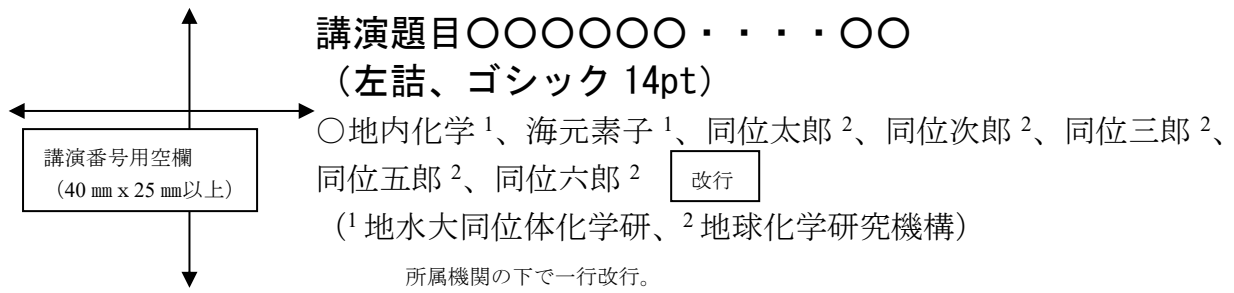 講演題目〇〇〇〇〇〇・・・・〇〇
（左詰、ゴシック 14pt）
〇地内化学 1、海元素子 1、同位太郎 2、同位次郎 2、同位三郎 2、
同位五郎 2、同位六郎 2 改行
（1 地水大同位体化学研、2 地球化学研究機構）
所属機関の下で一行改行。
講演番号用空欄
（40 ㎜ x 25 ㎜以上）